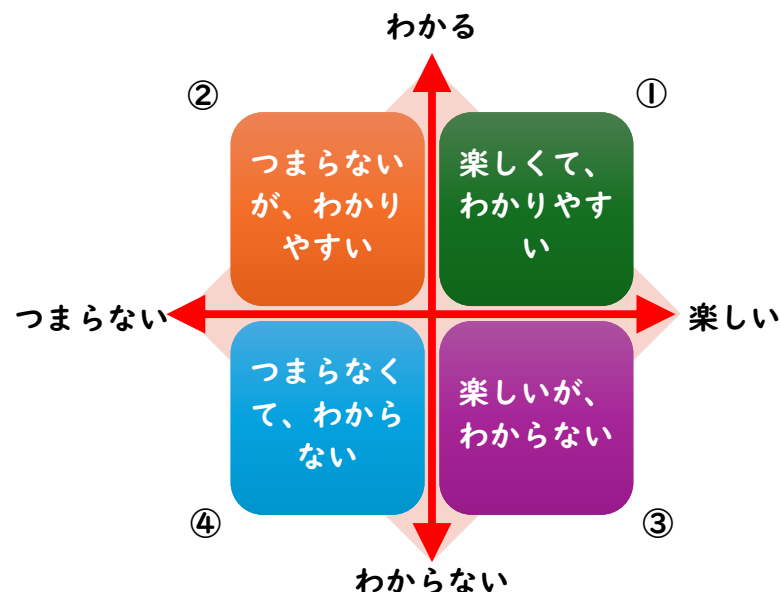 わかる
②
①
つまらない
が、わかり
やすい
楽しくて、
わかりやす
い
つまらない
楽しい
つまらなく
て、わから
ない
楽しいが、
わからない
④
③
わからない